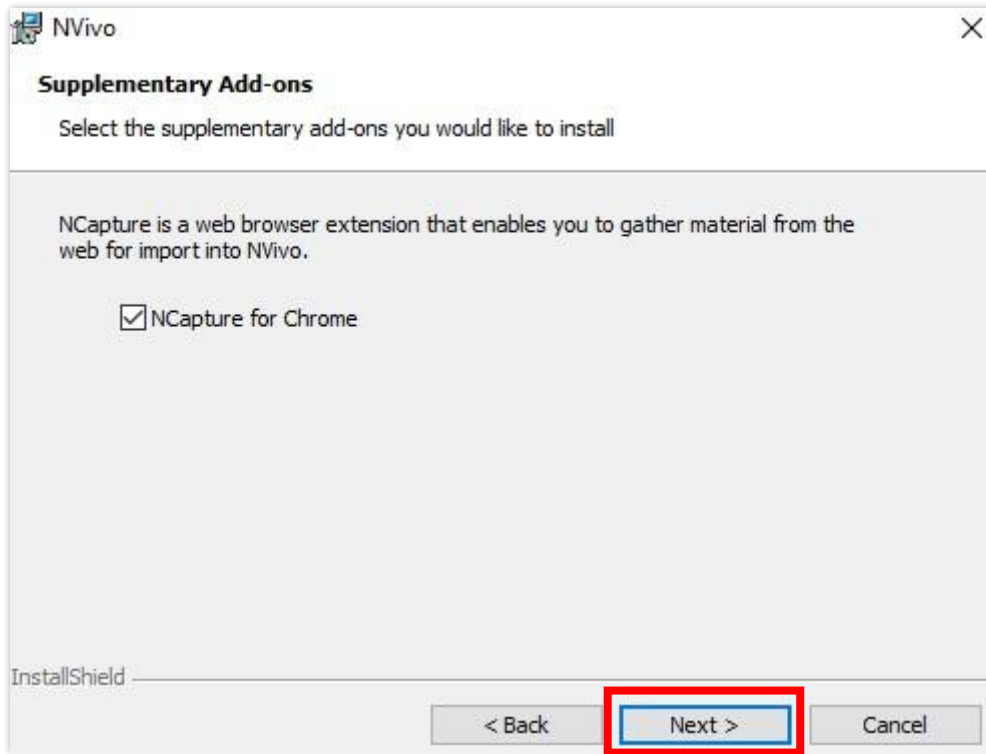 NVivo
Supplementary Add-ons
Select the supplementary add-ons you would like to install
NCapture is a web browser extension that enables you to gather material from the
web for import into NVivo.
NCapture for Chrome
InstallShield
< Back
Next >
Cancel